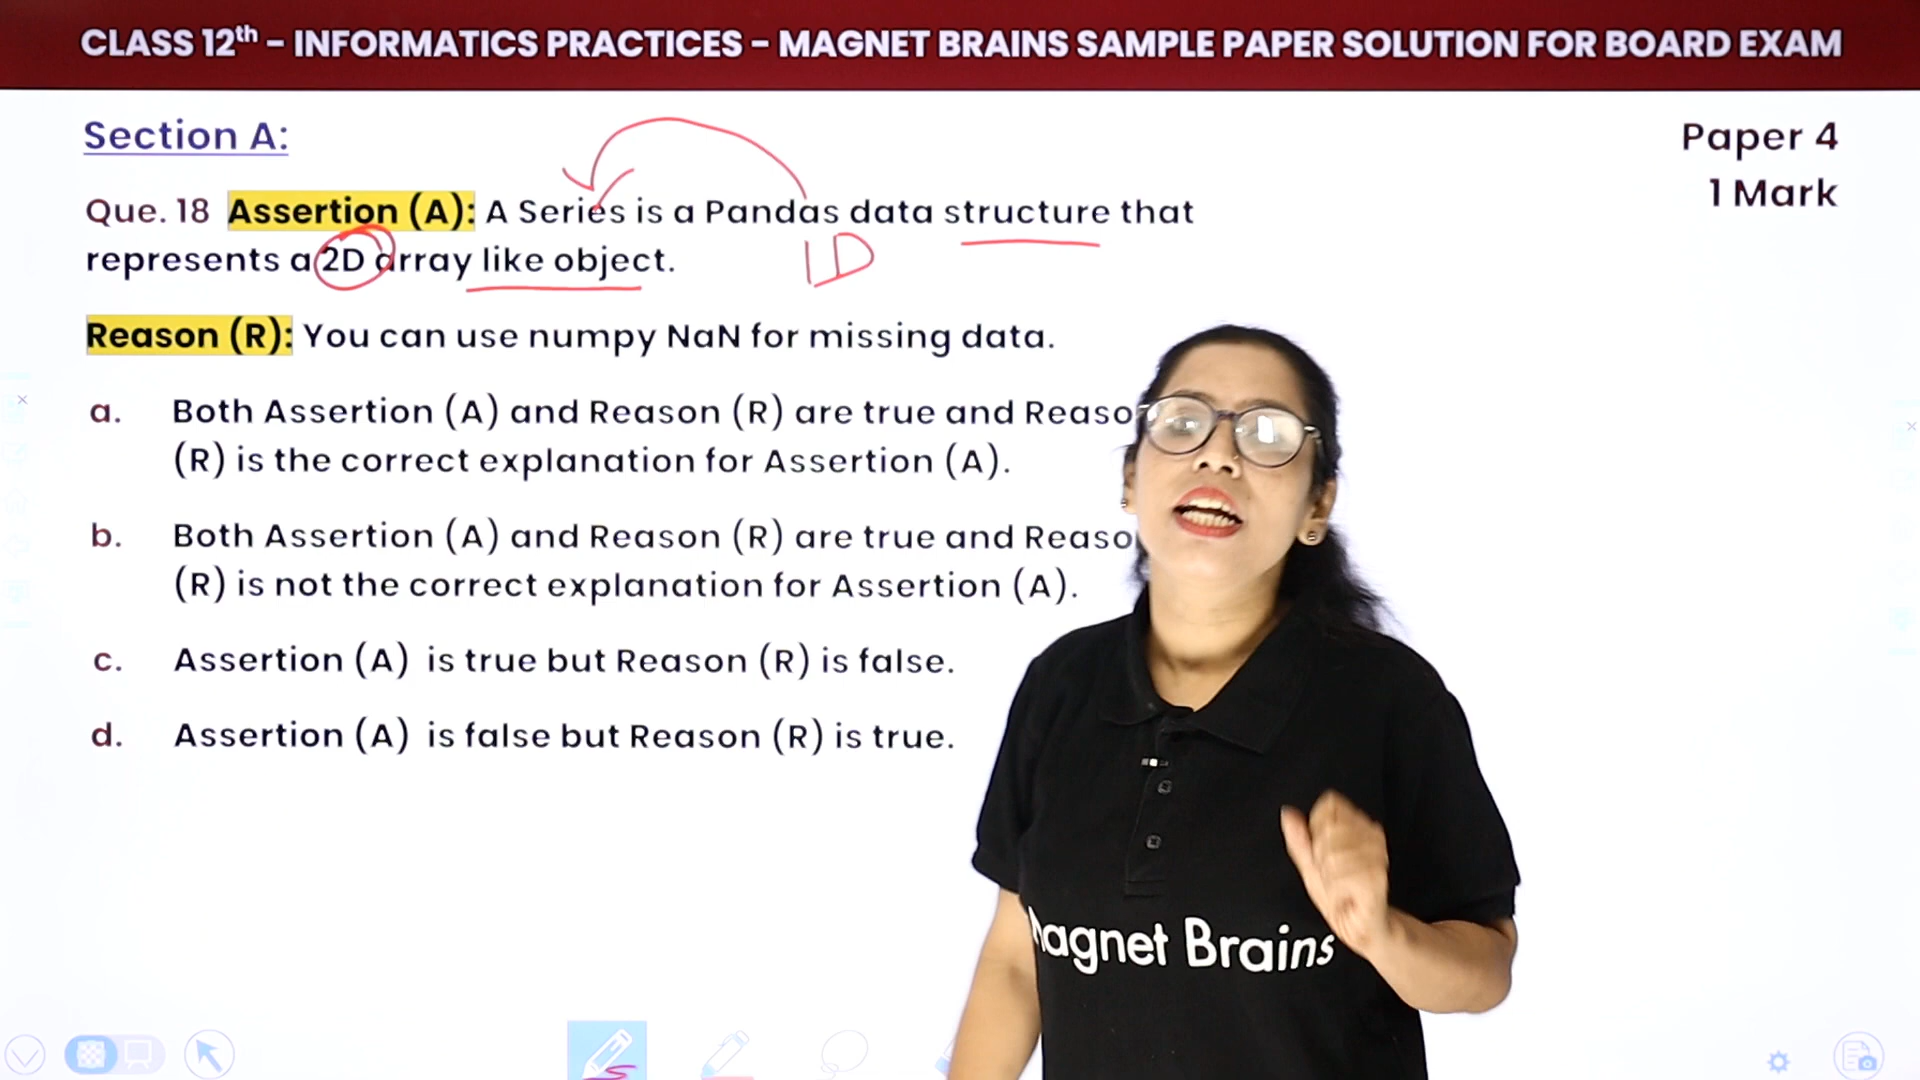 CLASS 12th – INFORMATICS PRACTICES – MAGNET BRAINS SAMPLE PAPER SOLUTION FOR BOARD EXAM
Section A:
Paper 4
1 Mark
Que. 18 Assertion (A): A Series is a Pandas data structure that
represents a 2D array like object.
1D
Reason (R): You can use numpy NaN for missing data.
a. Both Assertion (A) and Reason (R) are true and Reaso
(R) is the correct explanation for Assertion (A).
b. Both Assertion (A) and Reason (R) are true and Reaso
(R) is not the correct explanation for Assertion (A).
c. Assertion (A) is true but Reason (R) is false.
d. Assertion (A) is false but Reason (R) is true.
Magnet Brains